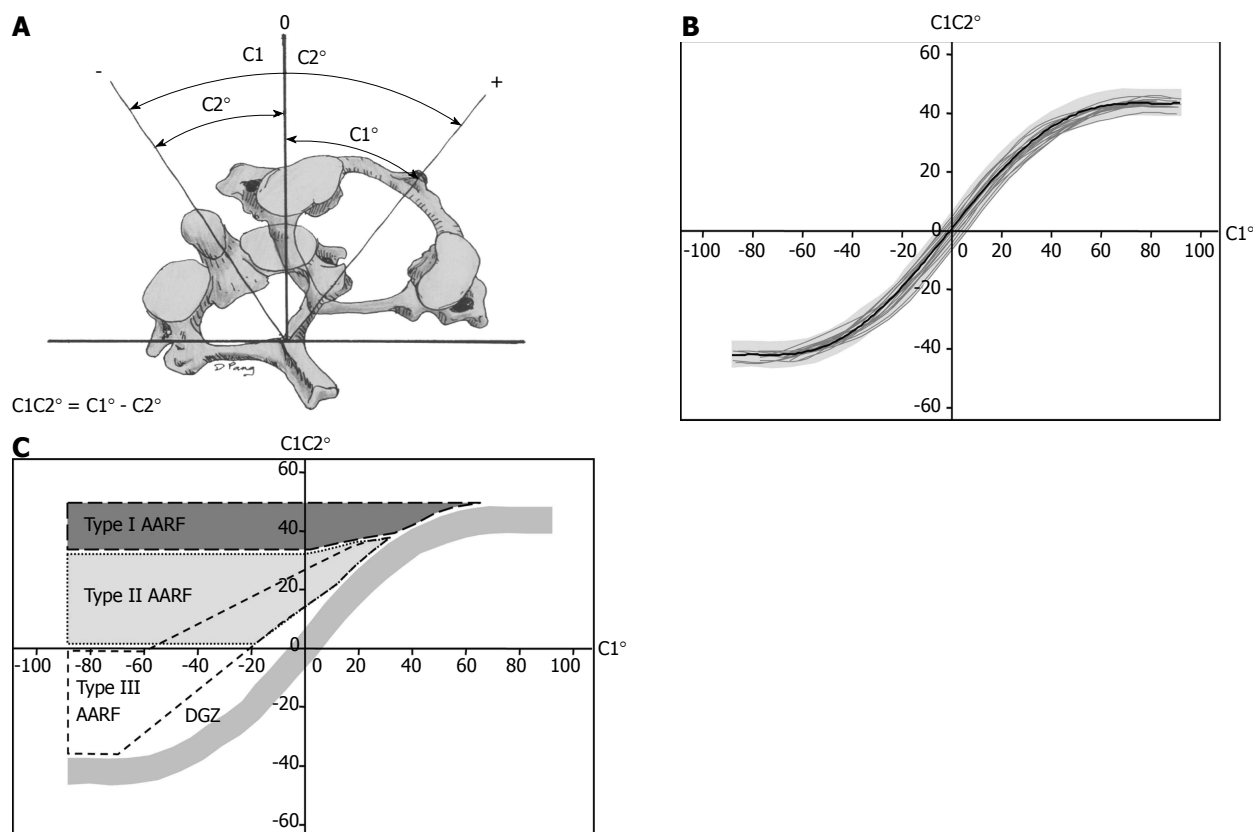 A
0
C1 C2°
- +
C2°
C1°
D Pang
C1C2° = C1° - C2°
B
C1C2°
60
40
20
0
-100 -80 -60 -40 -20 0 20 40 60 80 100 C1°
-20
-40
-60
C
C1C2°
60
Type I AARF 40
Type II AARF 20
0
-100 -80 -60 -40 -20 0 20 40 60 80 100 C1°
Type III
AARF
DGZ -20
-40
-60